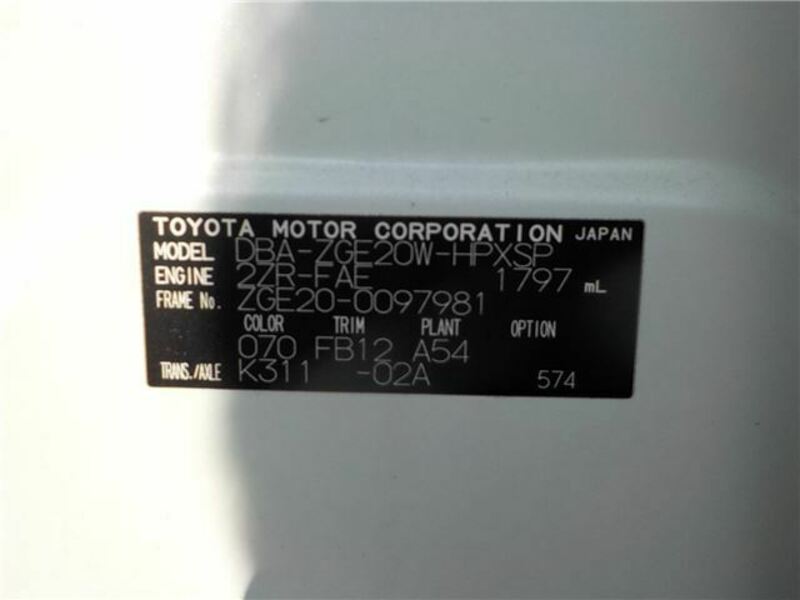 TOYOTA MOTOR CORPORATION JAPAN
MODEL DBA-ZGE20W-HPXSP
ENGINE 2ZR-FAE 1797 mL
FRAME No. ZGE20-0097981
COLOR TRIM PLANT OPTION
070 FB12 A54
TRANS./AXLE K311 -02A 574